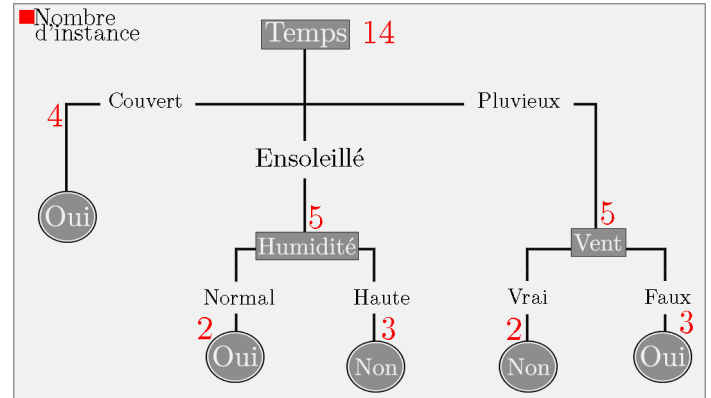 Nombre
d'instance
Temps 14
Couvert
Pluvieux
4
Ensoleillé
Oui
5
5
Humidité
Vent
Normal
Haute
Vrai
Faux
2
3
2
3
Oui
Non
Non
Oui